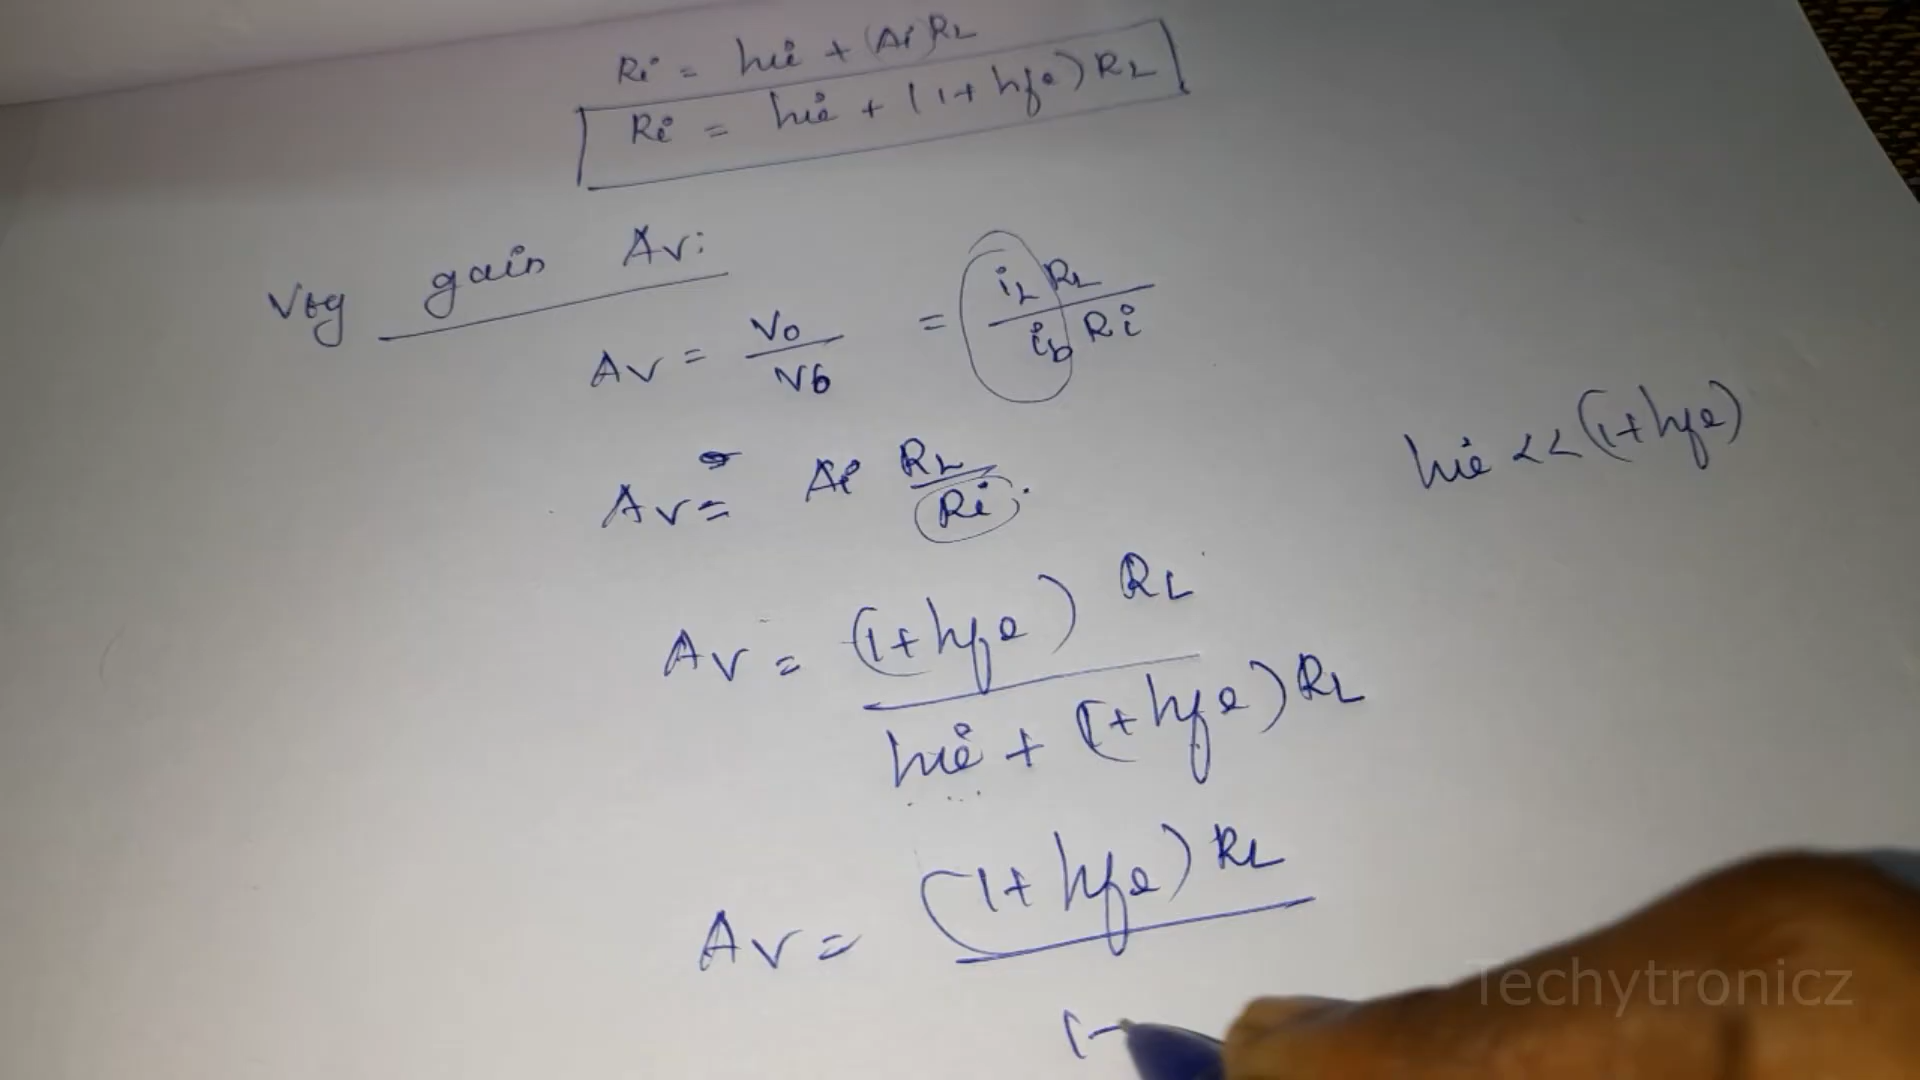 Ri = hie + (Ai) RL
Ri = hie + (1 + hfe) RL
Vtg gain Av:
Av = Vo / Vb = iL RL / ib Ri
Av = Ai RL / Ri.
hie << (1 + hfe)
Av = (1 + hfe) RL / hie + (1 + hfe) RL
Av = (1 + hfe) RL
(
Techytronicz